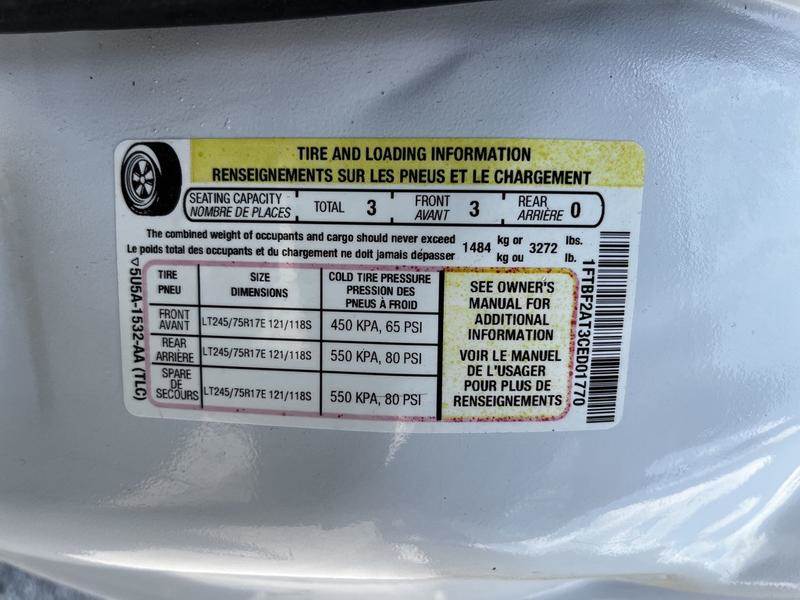 TIRE AND LOADING INFORMATION
RENSEIGNEMENTS SUR LES PNEUS ET LE CHARGEMENT
SEATING CAPACITY
NOMBRE DE PLACES
TOTAL 3
FRONT
AVANT 3
REAR
ARRIÈRE 0
The combined weight of occupants and cargo should never exceed 1484 kg or 3272 lbs.
Le poids total des occupants et du chargement ne doit jamais dépasser kg ou lb.
TIRE
PNEU
SIZE
DIMENSIONS
COLD TIRE PRESSURE
PRESSION DES
PNEUS À FROID
FRONT
AVANT
LT245/75R17E 121/118S
450 KPA, 65 PSI
REAR
ARRIÈRE
LT245/75R17E 121/118S
550 KPA, 80 PSI
SPARE
DE
SECOURS
LT245/75R17E 121/118S
550 KPA, 80 PSI
SEE OWNER'S
MANUAL FOR
ADDITIONAL
INFORMATION
VOIR LE MANUEL
DE L'USAGER
POUR PLUS DE
RENSEIGNEMENTS
5U5A-1532-AA (TLC)
1FTBF2AT3CED01770